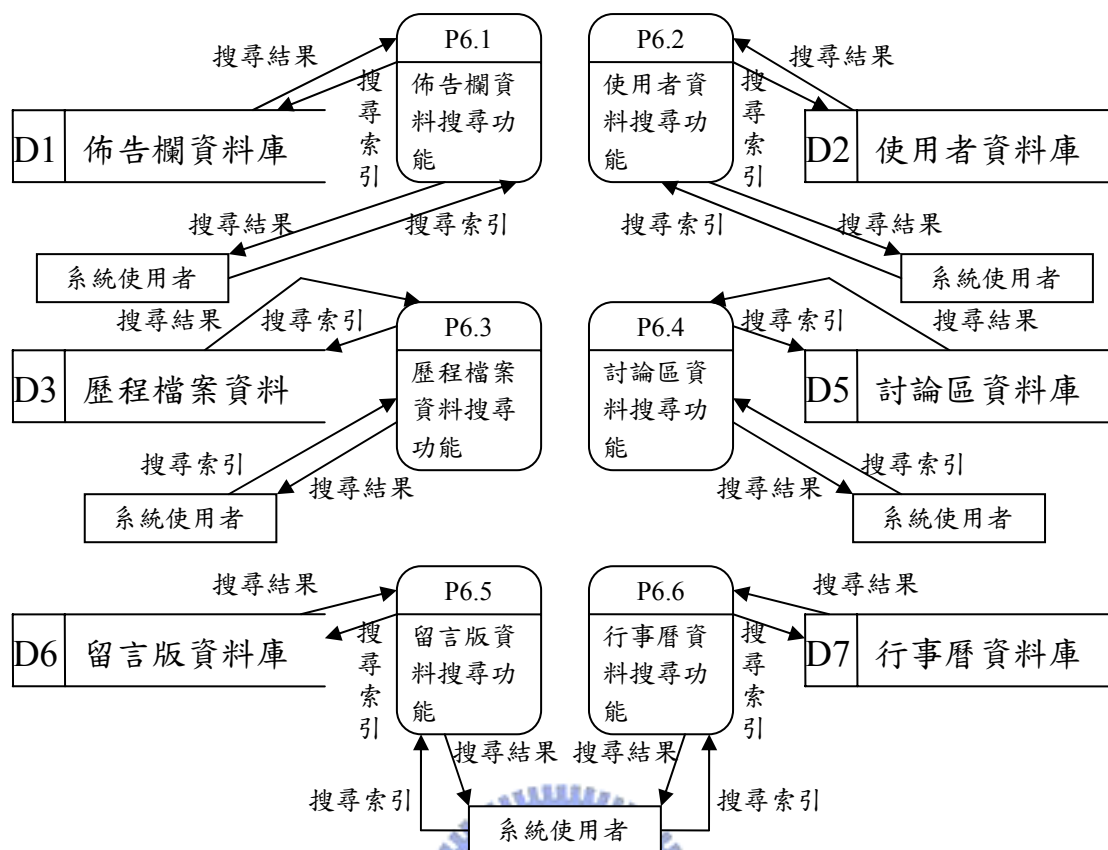 P6.1
P6.2
搜尋結果
搜尋結果
佈告欄資
料搜尋功
能
使用者資
料搜尋功
能
搜尋索引
搜尋索引
D1 佈告欄資料庫
D2 使用者資料庫
搜尋結果
搜尋索引
搜尋索引
搜尋結果
系統使用者
系統使用者
搜尋結果
搜尋索引
P6.3
P6.4
搜尋索引
搜尋結果
D3 歷程檔案資料
歷程檔案
資料搜尋
功能
討論區資
料搜尋功
能
D5 討論區資料庫
搜尋索引
搜尋結果
搜尋結果
搜尋索引
系統使用者
系統使用者
搜尋結果
P6.5
P6.6
搜尋結果
D6 留言版資料庫
搜尋索引
留言版資
料搜尋功
能
行事曆資
料搜尋功
能
搜尋索引
D7 行事曆資料庫
搜尋結果
搜尋結果
搜尋索引
搜尋索引
系統使用者